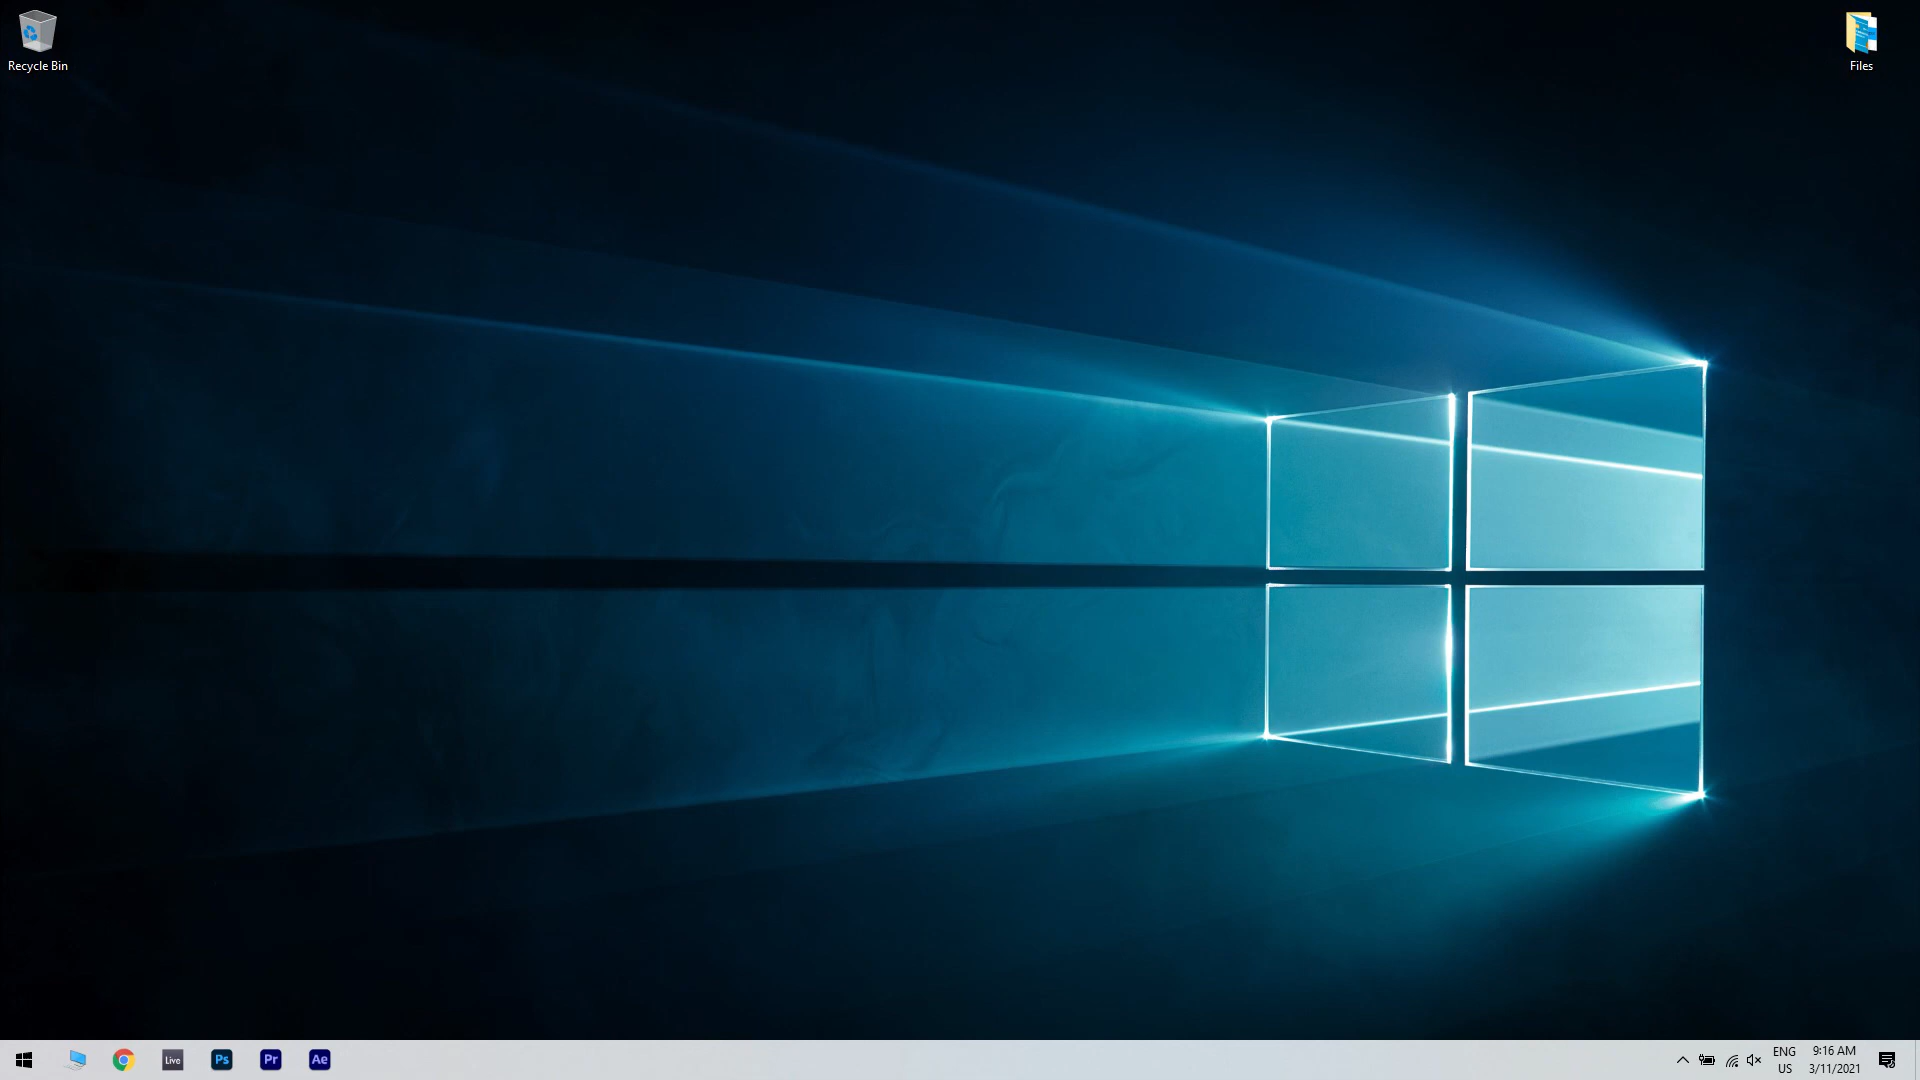 Recycle Bin
Files
Live
Ps
Pr
Ae
ENG
US
9:16 AM
3/11/2021